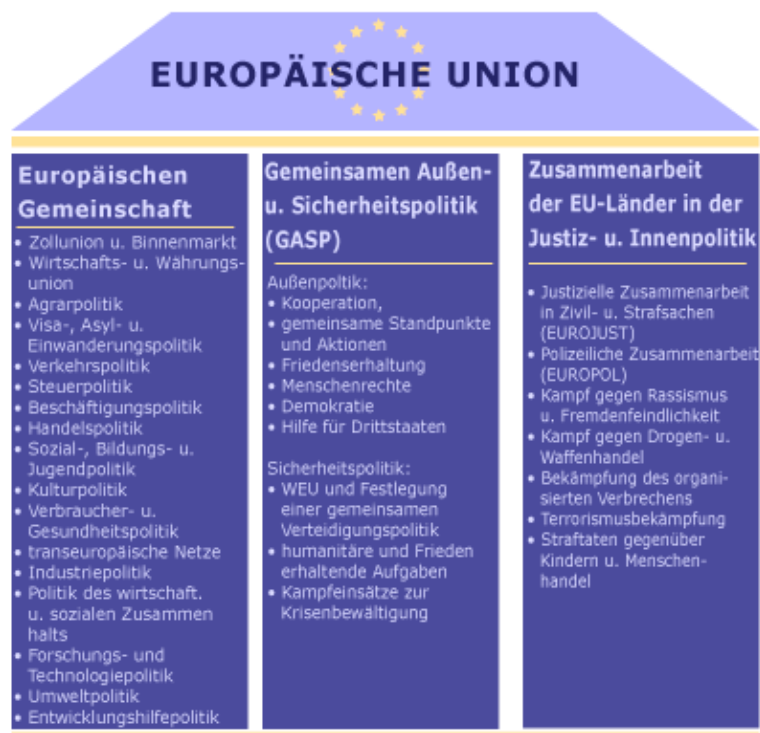 EUROPÄISCHE UNION
Europäischen
Gemeinschaft
• Zollunion u. Binnenmarkt
• Wirtschafts- u. Währungs-
union
• Agrarpolitik
• Visa-, Asyl- u.
Einwanderungspolitik
• Verkehrspolitik
• Steuerpolitik
• Beschäftigungspolitik
• Handelspolitik
• Sozial-, Bildungs- u.
Jugendpolitik
• Kulturpolitik
• Verbraucher- u.
Gesundheitspolitik
• transeuropäische Netze
• Industriepolitik
• Politik des wirtschaft.
u. sozialen Zusammen
halts
• Forschungs- und
Technologiepolitik
• Umweltpolitik
• Entwicklungshilfepolitik
Gemeinsamen Außen-
u. Sicherheitspolitik
(GASP)
Außenpoltik:
• Kooperation,
• gemeinsame Standpunkte
und Aktionen
• Friedenserhaltung
• Menschenrechte
• Demokratie
• Hilfe für Drittstaaten
Sicherheitspolitik:
• WEU und Festlegung
einer gemeinsamen
Verteidigungspolitik
• humanitäre und Frieden
erhaltende Aufgaben
• Kampfeinsätze zur
Krisenbewältigung
Zusammenarbeit
der EU-Länder in der
Justiz- u. Innenpolitik
• Justizielle Zusammenarbeit
in Zivil- u. Strafsachen
(EUROJUST)
• Polizeiliche Zusammenarbeit
(EUROPOL)
• Kampf gegen Rassismus
u. Fremdenfeindlichkeit
• Kampf gegen Drogen- u.
Waffenhandel
• Bekämpfung des organi-
sierten Verbrechens
• Terrorismusbekämpfung
• Straftaten gegenüber
Kindern u. Menschen-
handel